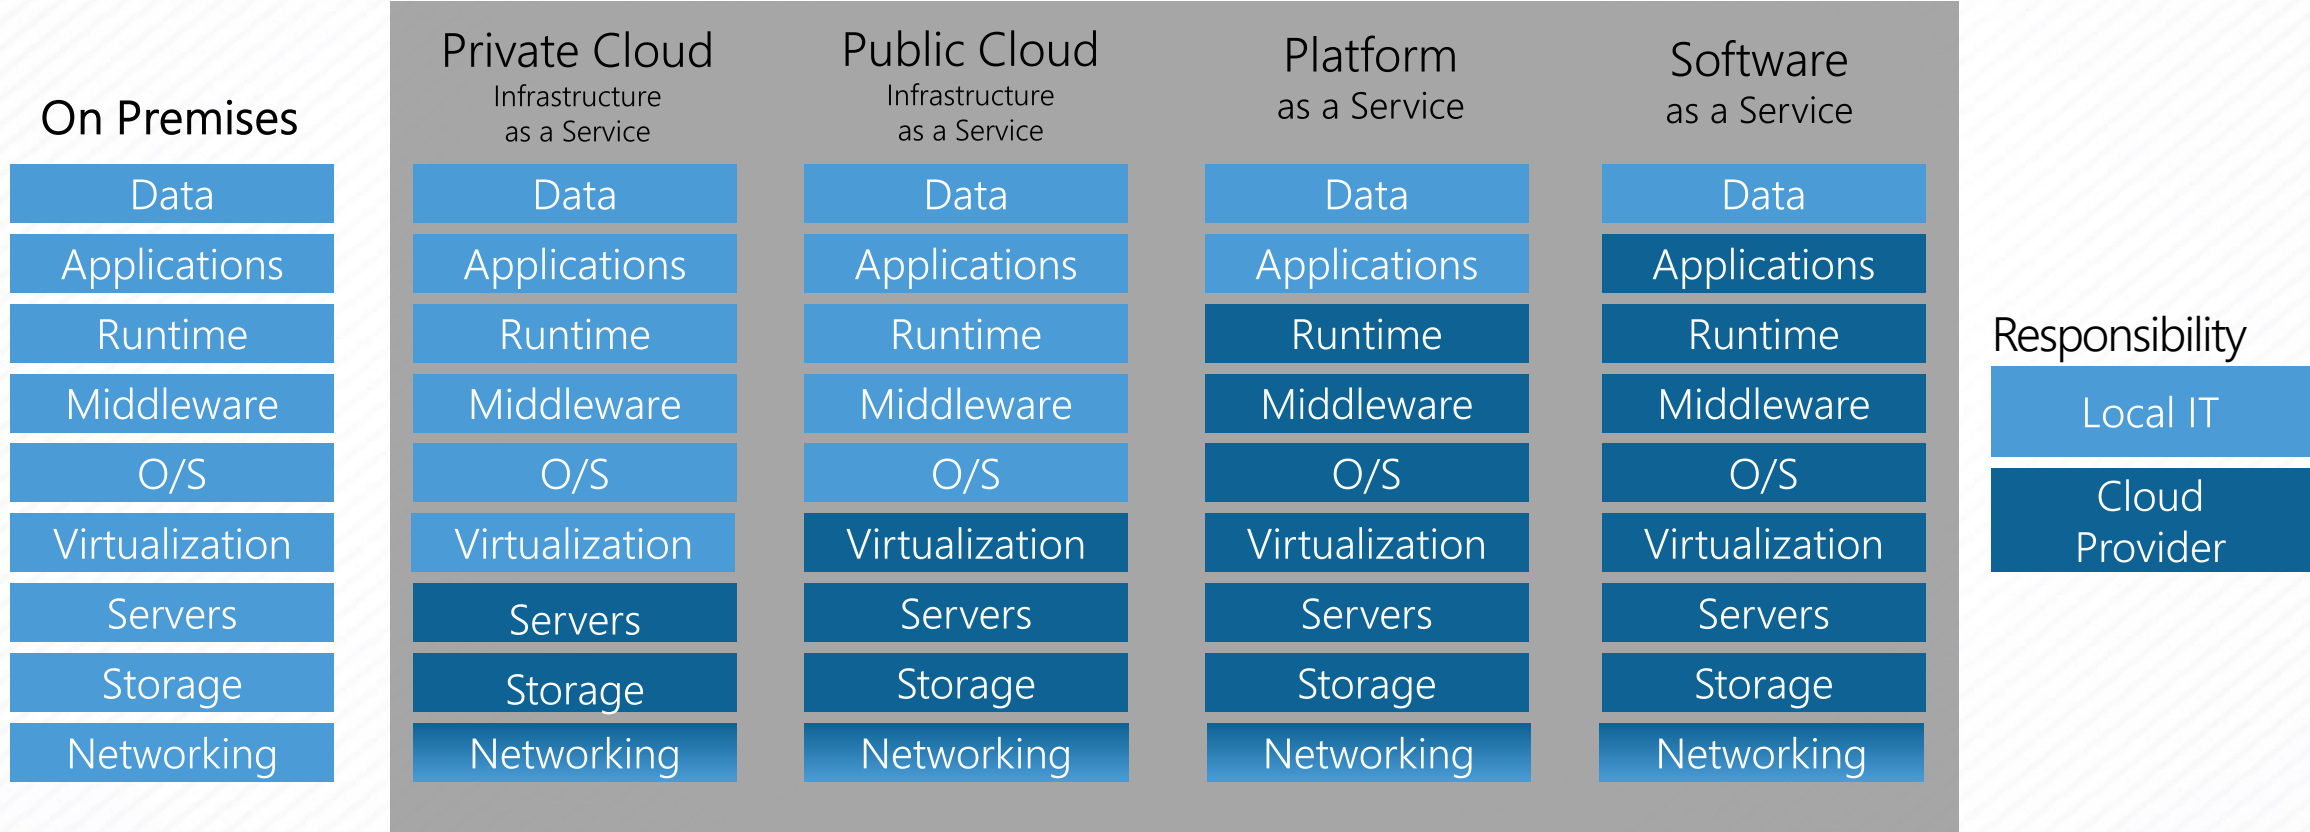 On Premises
Data
Applications
Runtime
Middleware
O/S
Virtualization
Servers
Storage
Networking
Private Cloud
Infrastructure
as a Service
Data
Applications
Runtime
Middleware
O/S
Virtualization
Servers
Storage
Networking
Public Cloud
Infrastructure
as a Service
Data
Applications
Runtime
Middleware
O/S
Virtualization
Servers
Storage
Networking
Platform
as a Service
Data
Applications
Runtime
Middleware
O/S
Virtualization
Servers
Storage
Networking
Software
as a Service
Data
Applications
Runtime
Middleware
O/S
Virtualization
Servers
Storage
Networking
Responsibility
Local IT
Cloud
Provider